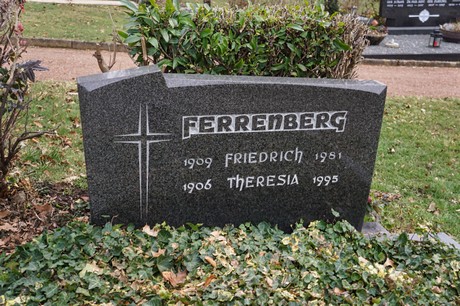 FERRENBERG
1909 FRIEDRICH 1981
1906 THERESIA 1995